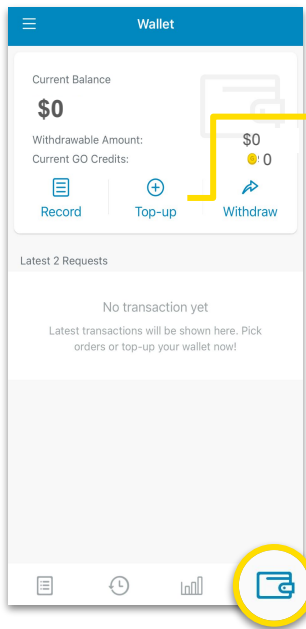 Wallet
Current Balance
$0
Withdrawable Amount: $0
Current GO Credits: 0
Record Top-up Withdraw
Latest 2 Requests
No transaction yet
Latest transactions will be shown here. Pick
orders or top-up your wallet now!